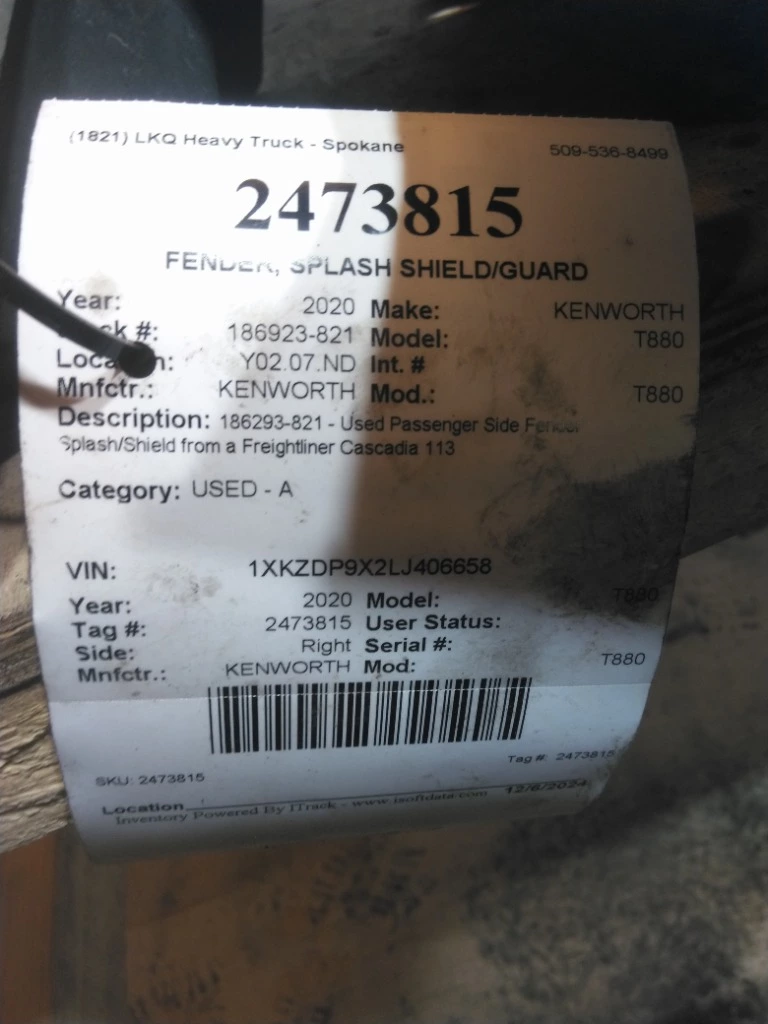 (1821) LKQ Heavy Truck - Spokane 509-536-8499
2473815
FENDER, SPLASH SHIELD/GUARD
Year: 2020 Make: KENWORTH
#: 186923-821 Model: T880
Location: Y02.07.ND Int. #
Mnfctr.: KENWORTH Mod.: T880
Description: 186293-821 - Used Passenger Side Fender
Splash/Shield from a Freightliner Cascadia 113
Category: USED - A
VIN: 1XKZDP9X2LJ406658
Year: 2020 Model: T880
Tag #: 2473815 User Status:
Side: Right Serial #:
Mnfctr.: KENWORTH Mod: T880
Tag #: 2473815
SKU: 2473815
Location 12/6/2024
Inventory Powered By ITrack - www.isoftdata.com